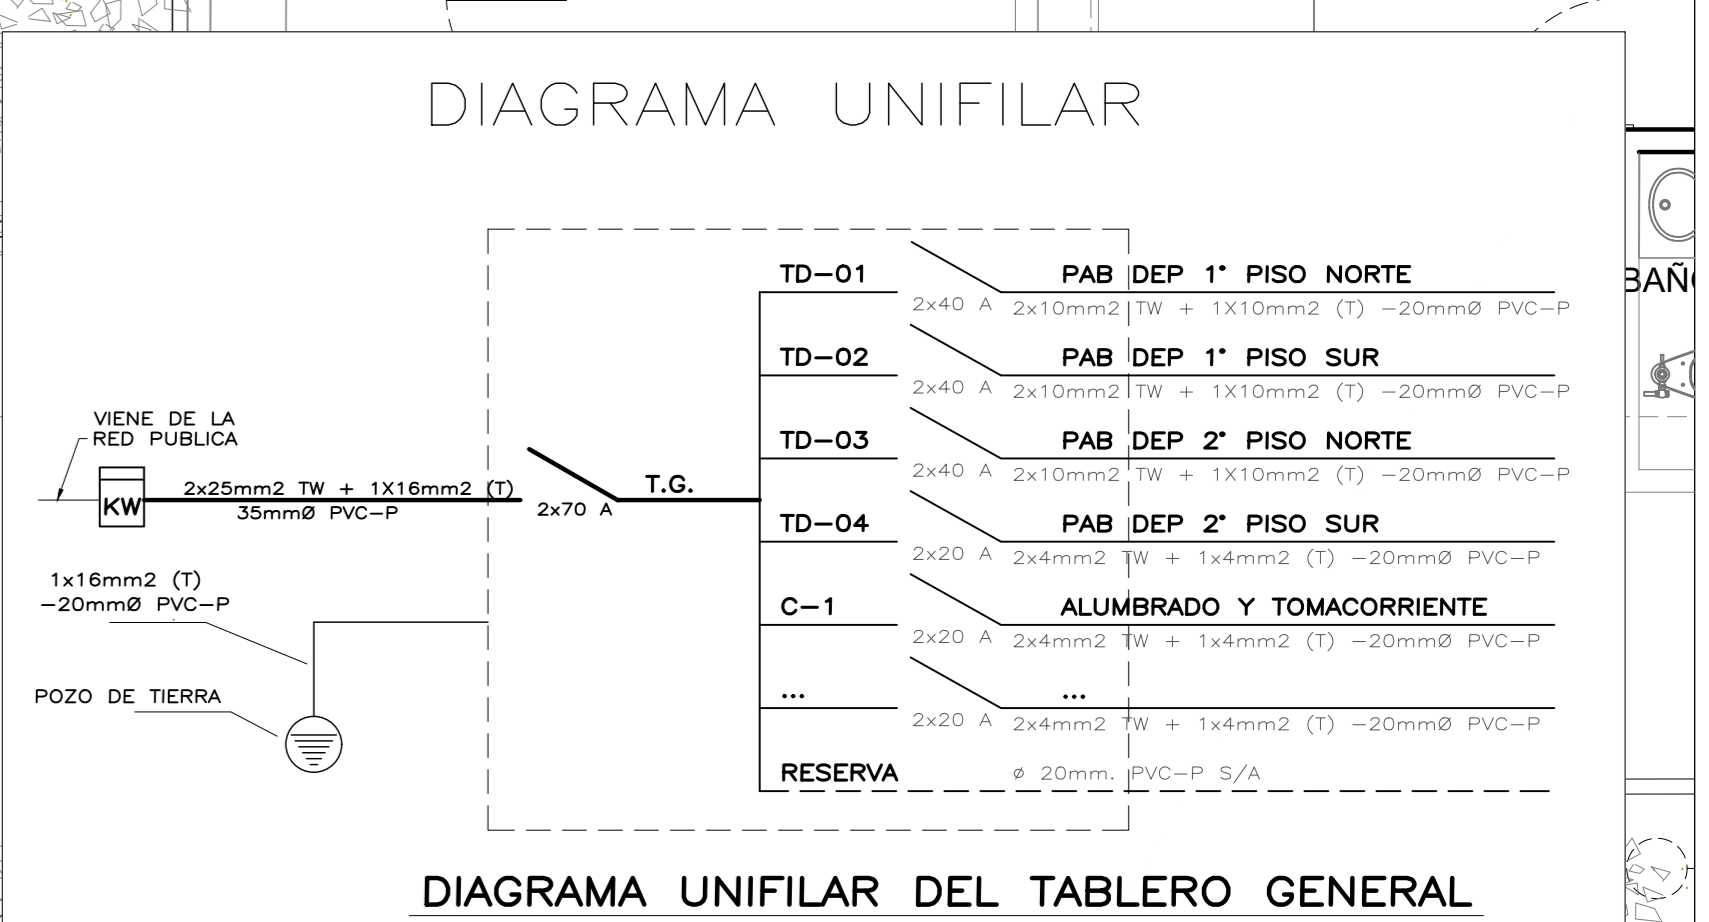 DIAGRAMA UNIFILAR
TD-01 PAB DEP 1° PISO NORTE
2x40 A 2x10mm2 TW + 1X10mm2 (T) -20mmØ PVC-P
TD-02 PAB DEP 1° PISO SUR
2x40 A 2x10mm2 TW + 1X10mm2 (T) -20mmØ PVC-P
TD-03 PAB DEP 2° PISO NORTE
2x40 A 2x10mm2 TW + 1X10mm2 (T) -20mmØ PVC-P
TD-04 PAB DEP 2° PISO SUR
2x20 A 2x4mm2 TW + 1x4mm2 (T) -20mmØ PVC-P
C-1 ALUMBRADO Y TOMACORRIENTE
2x20 A 2x4mm2 TW + 1x4mm2 (T) -20mmØ PVC-P
... ...
2x20 A 2x4mm2 TW + 1x4mm2 (T) -20mmØ PVC-P
RESERVA ø 20mm. PVC-P S/A
VIENE DE LA
RED PUBLICA
KW
2x25mm2 TW + 1X16mm2 (T)
35mmØ PVC-P
2x70 A
T.G.
1x16mm2 (T)
-20mmØ PVC-P
POZO DE TIERRA
BAÑ
DIAGRAMA UNIFILAR DEL TABLERO GENERAL